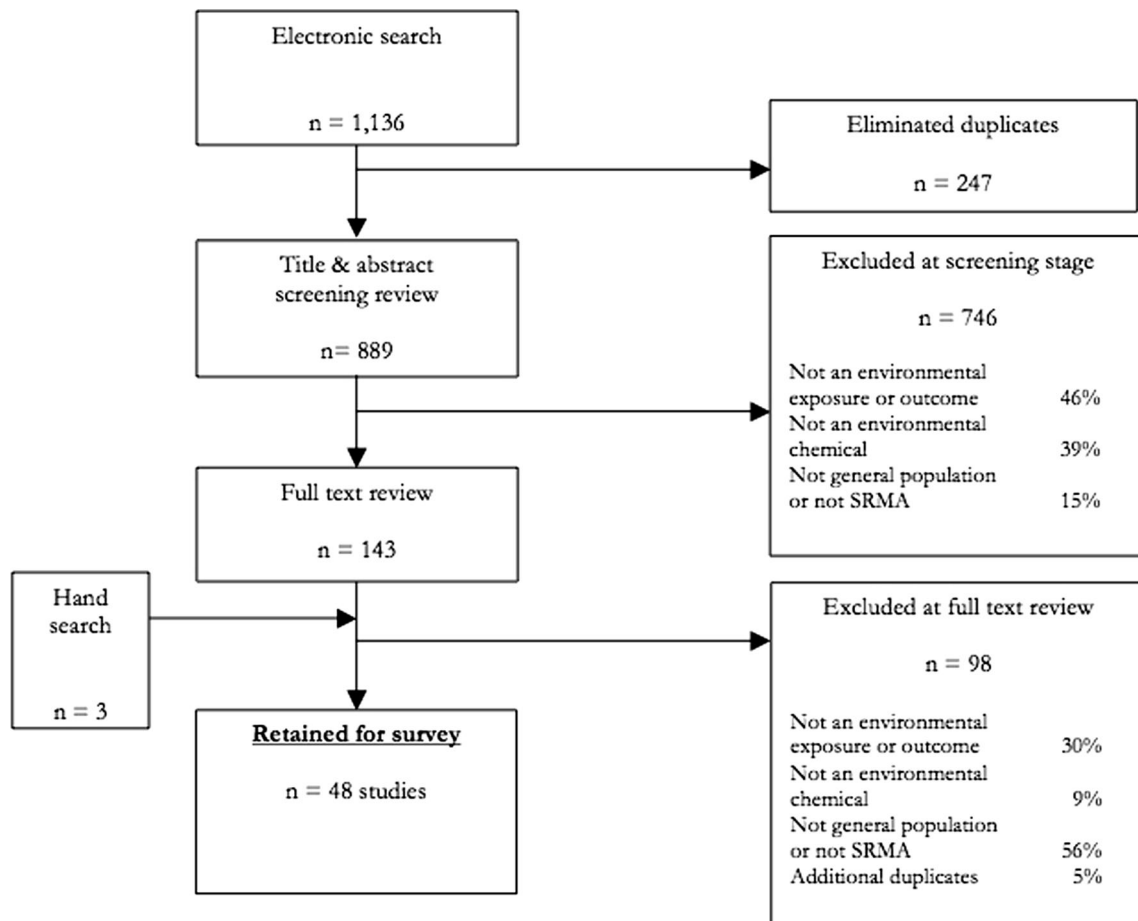 Electronic search
n = 1,136
Eliminated duplicates
n = 247
Title & abstract
screening review
n= 889
Excluded at screening stage
n = 746
Not an environmental
exposure or outcome 46%
Not an environmental
chemical 39%
Not general population
or not SRMA 15%
Full text review
n = 143
Hand
search
n = 3
Excluded at full text review
n = 98
Not an environmental
exposure or outcome 30%
Not an environmental
chemical 9%
Not general population
or not SRMA 56%
Additional duplicates 5%
Retained for survey
n = 48 studies